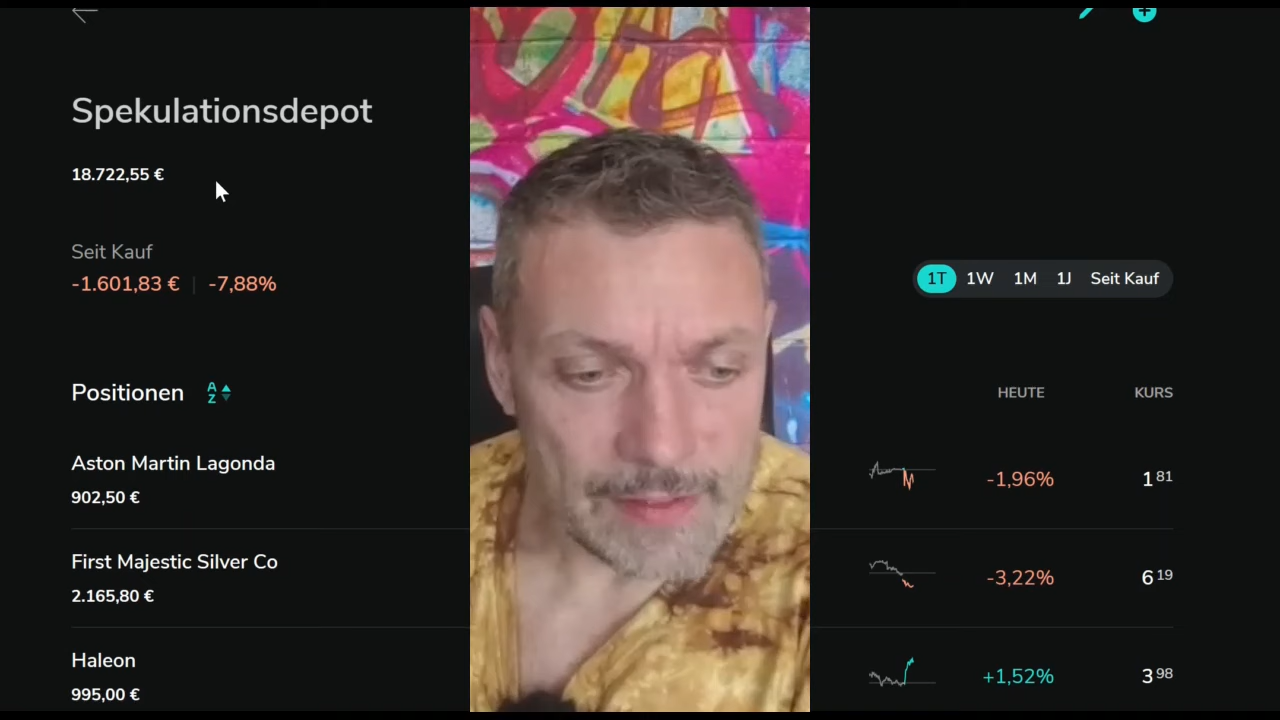 Spekulationsdepot
18.722,55 €
Seit Kauf
-1.601,83 € | -7,88%
1T 1W 1M 1J Seit Kauf
Positionen A Z HEUTE KURS
Aston Martin Lagonda
902,50 €
-1,96% 1 81
First Majestic Silver Co
2.165,80 €
-3,22% 6 19
Haleon
995,00 €
+1,52% 3 98